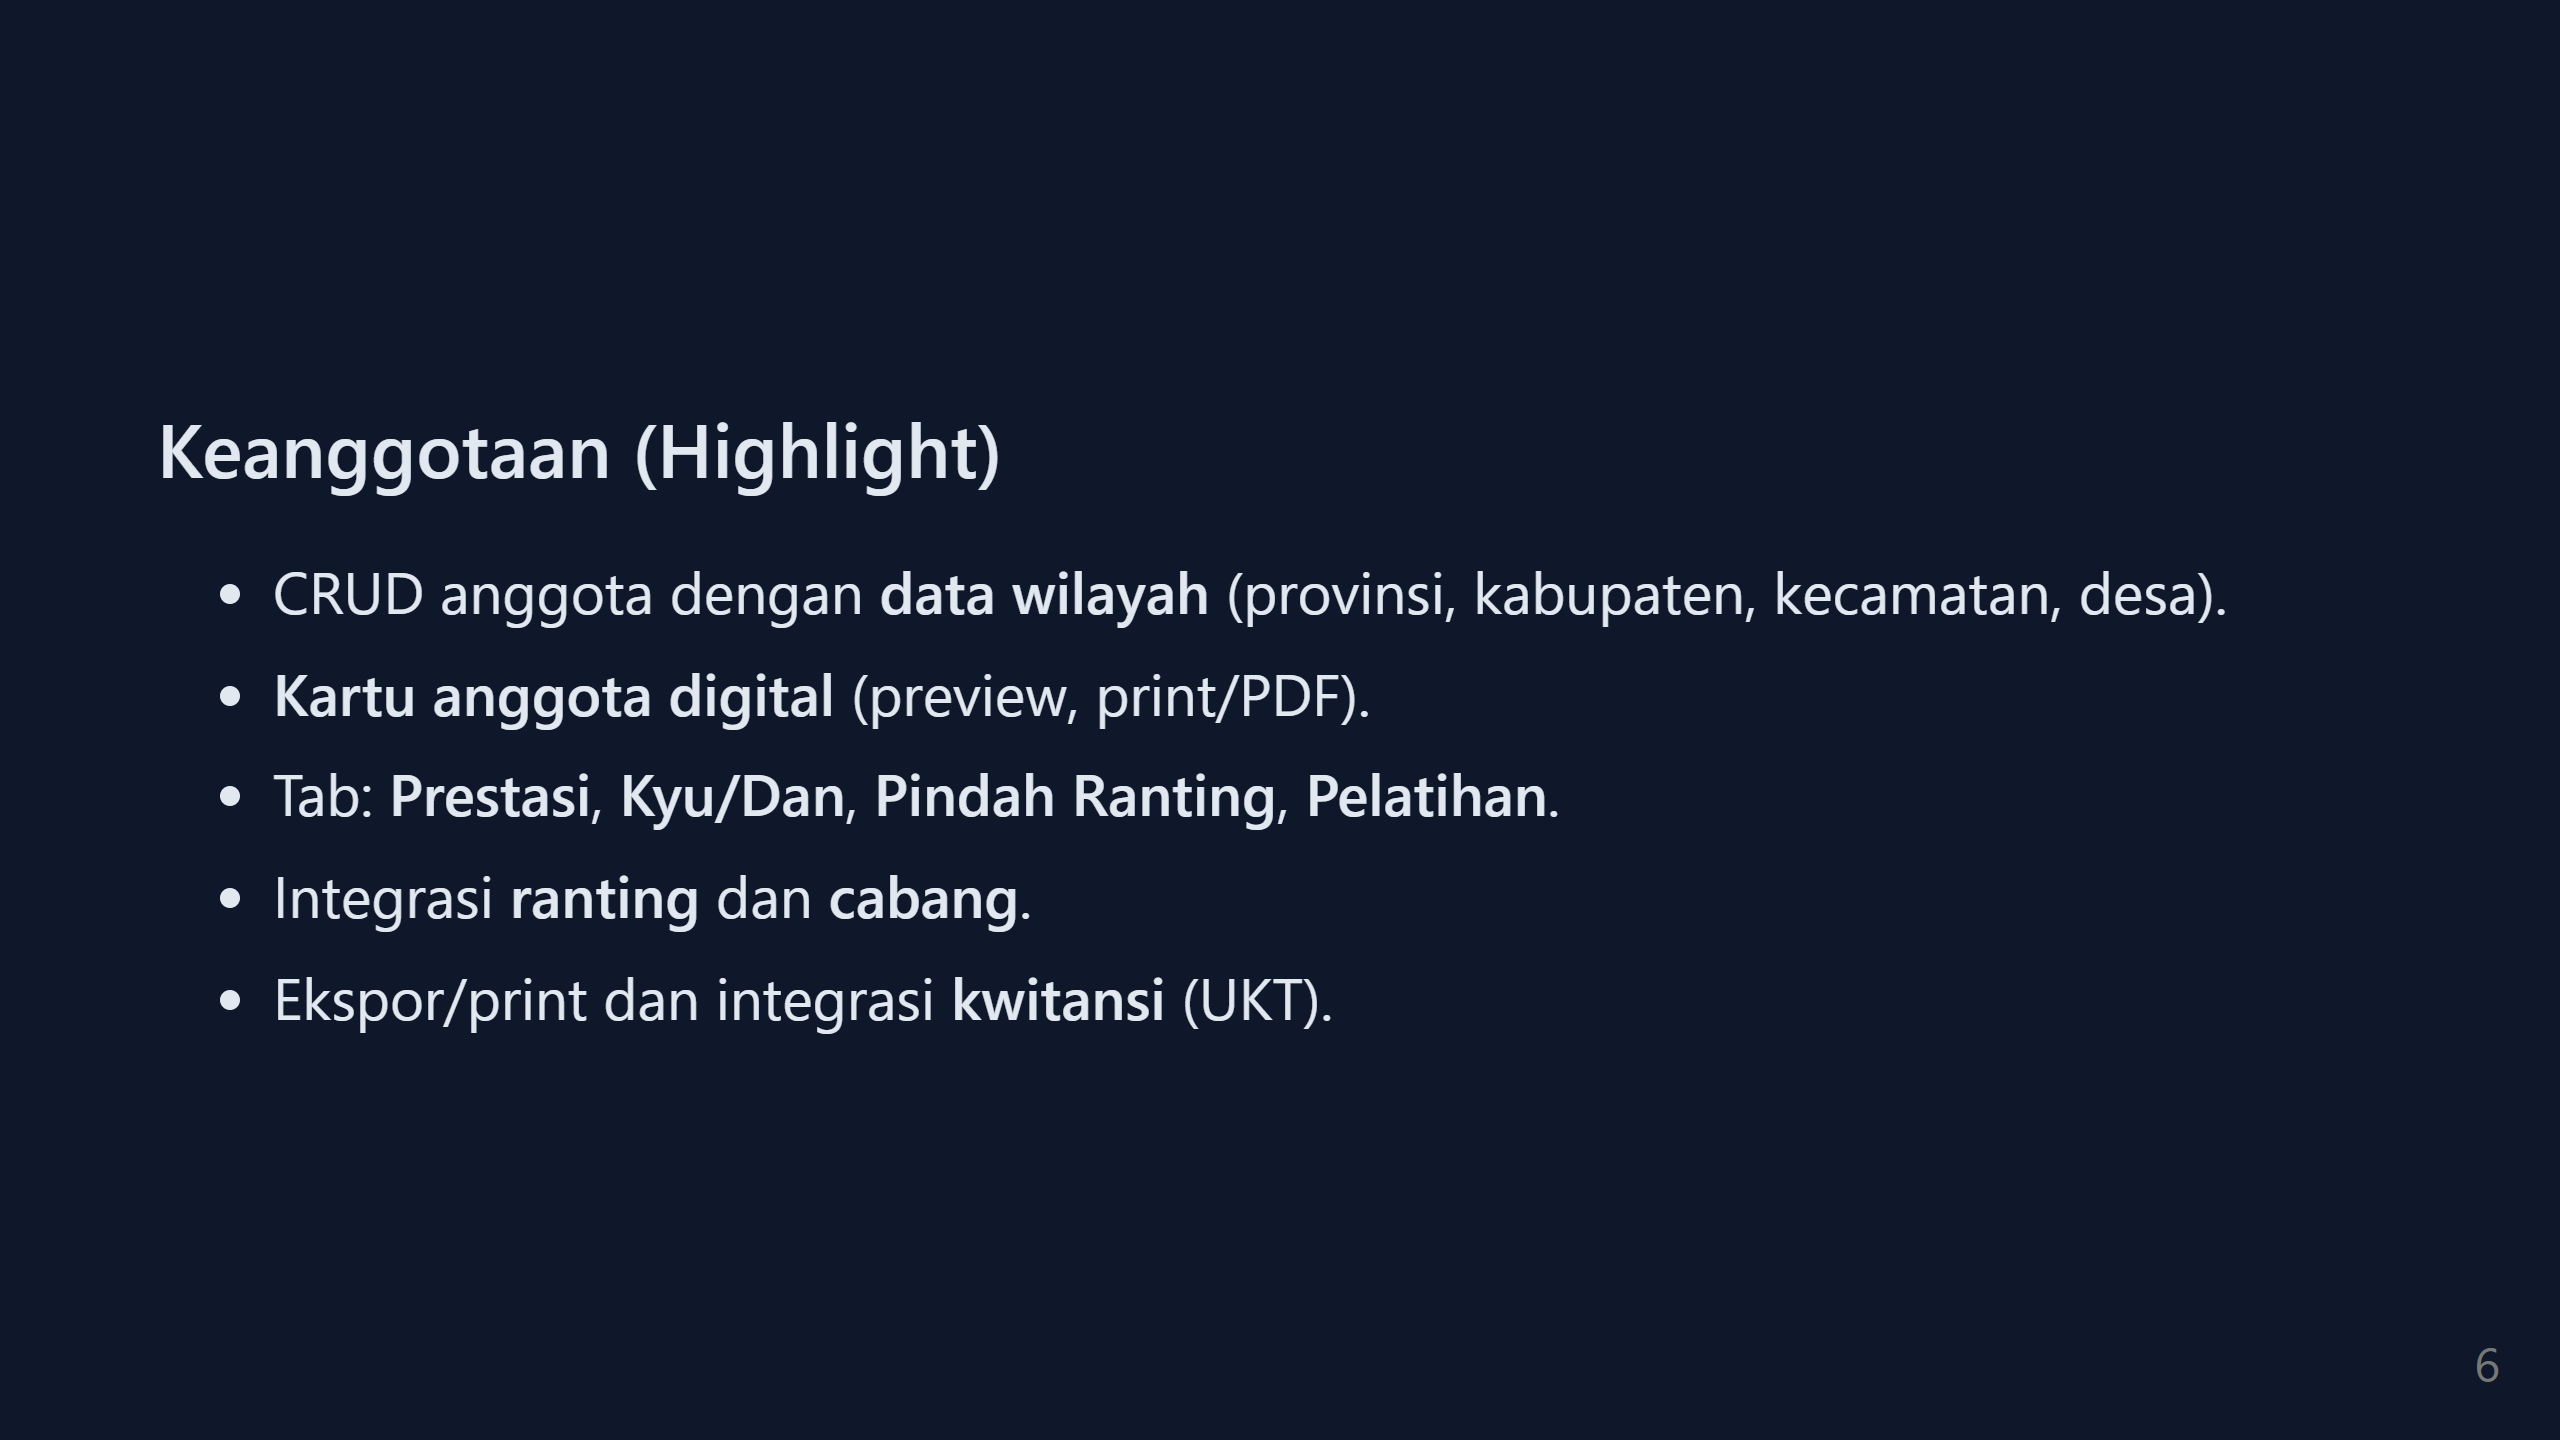 Keanggotaan (Highlight)
• CRUD anggota dengan data wilayah (provinsi, kabupaten, kecamatan, desa).
• Kartu anggota digital (preview, print/PDF).
• Tab: Prestasi, Kyu/Dan, Pindah Ranting, Pelatihan.
• Integrasi ranting dan cabang.
• Ekspor/print dan integrasi kwitansi (UKT).
6